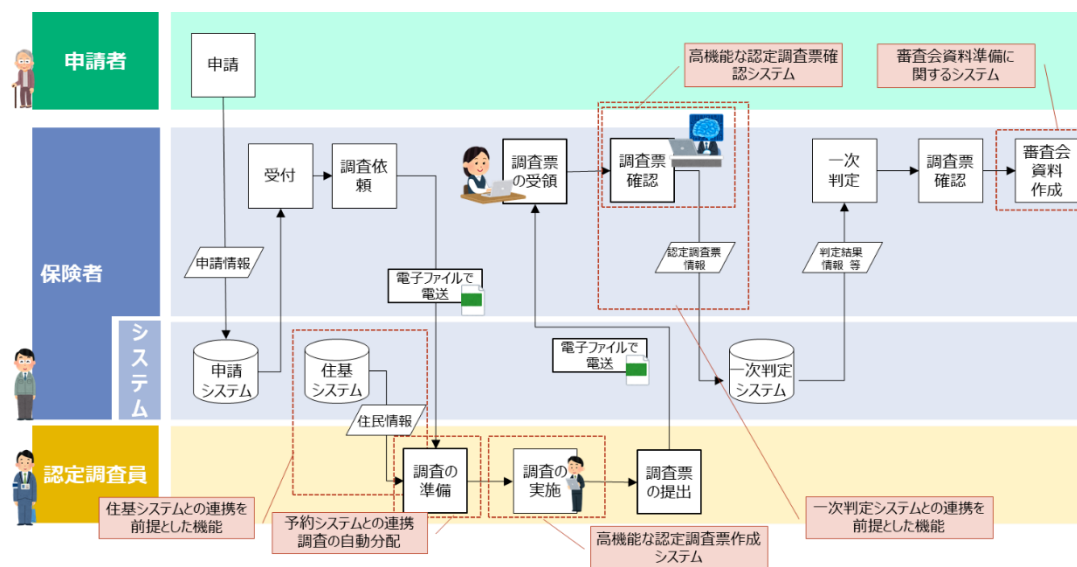 申請者
申請
高機能な認定調査票確
認システム
審査会資料準備に
関するシステム
保険者
受付
調査依
頼
調査票
の受領
調査票
確認
一次
判定
調査票
確認
審査会
資料
作成
申請情報
電子ファイルで
電送
認定調査票
情報
判定結果
情報 等
システム
申請
システム
住基
システム
電子ファイルで
電送
一次判定
システム
住民情報
認定調査員
調査の
準備
調査の
実施
調査票
の提出
住基システムとの連携を
前提とした機能
予約システムとの連携
調査の自動分配
高機能な認定調査票作成
システム
一次判定システムとの連携を
前提とした機能